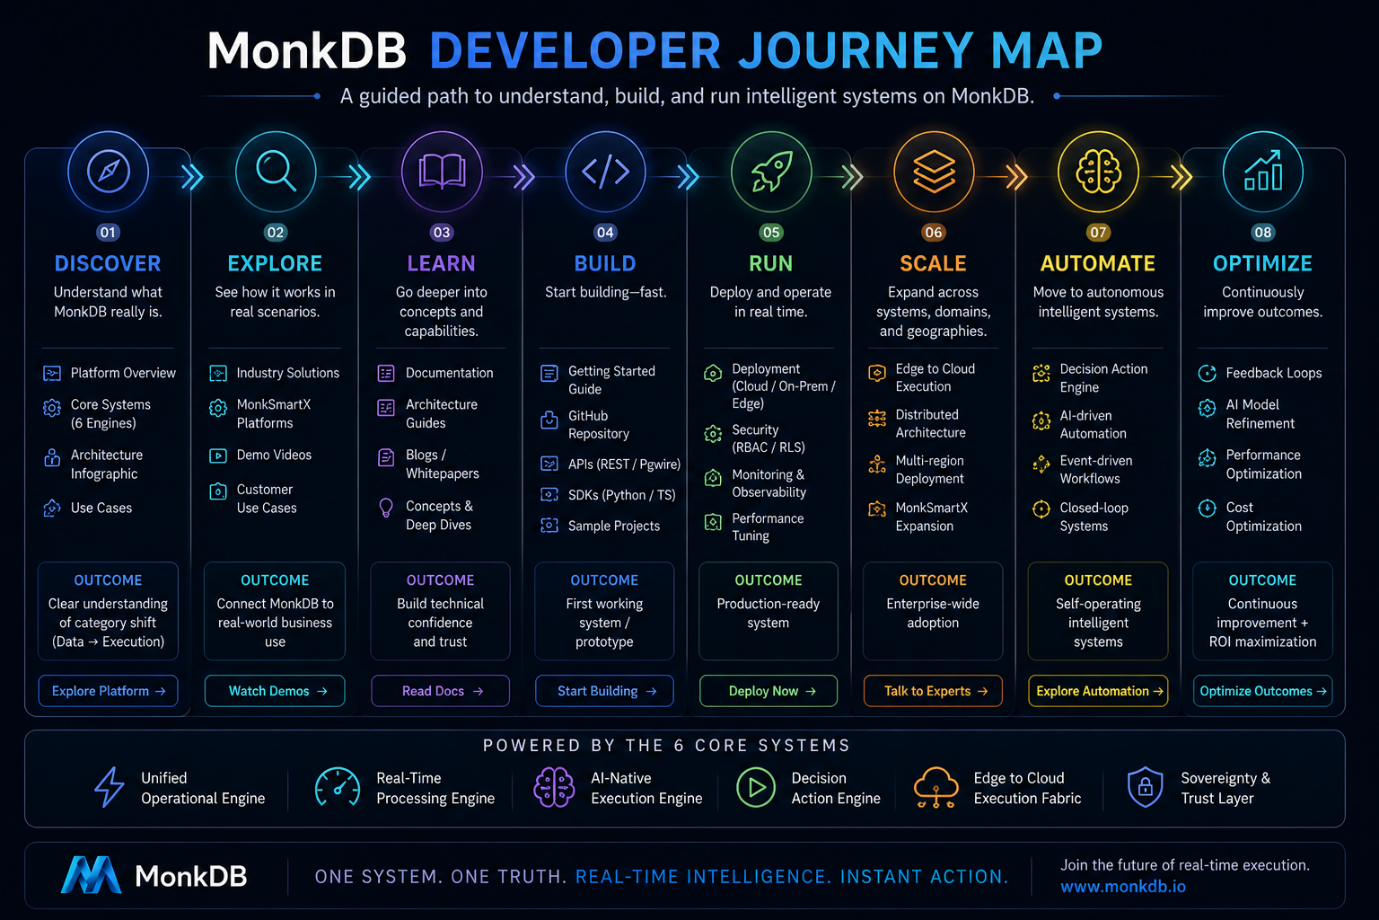 MonkDB DEVELOPER JOURNEY MAP
A guided path to understand, build, and run intelligent systems on MonkDB.
01
DISCOVER
Understand what
MonkDB really is.
Platform Overview
Core Systems
(6 Engines)
Architecture
Infographic
Use Cases
OUTCOME
Clear understanding
of category shift
(Data → Execution)
Explore Platform →
02
EXPLORE
See how it works in
real scenarios.
Industry Solutions
MonkSmartX
Platforms
Demo Videos
Customer
Use Cases
OUTCOME
Connect MonkDB to
real-world business
use
Watch Demos →
03
LEARN
Go deeper into
concepts and
capabilities.
Documentation
Architecture
Guides
Blogs /
Whitepapers
Concepts &
Deep Dives
OUTCOME
Build technical
confidence
and trust
Read Docs →
04
BUILD
Start building—fast.
Getting Started
Guide
GitHub
Repository
APIs (REST / Pgwire)
SDKs (Python / TS)
Sample Projects
OUTCOME
First working
system /
prototype
Start Building →
05
RUN
Deploy and operate
in real time.
Deployment
(Cloud / On-Prem /
Edge)
Security
(RBAC / RLS)
Monitoring &
Observability
Performance
Tuning
OUTCOME
Production-ready
system
Deploy Now →
06
SCALE
Expand across
systems, domains,
and geographies.
Edge to Cloud
Execution
Distributed
Architecture
Multi-region
Deployment
MonkSmartX
Expansion
OUTCOME
Enterprise-wide
adoption
Talk to Experts →
07
AUTOMATE
Move to autonomous
intelligent systems.
Decision Action
Engine
AI-driven
Automation
Event-driven
Workflows
Closed-loop
Systems
OUTCOME
Self-operating
intelligent
systems
Explore Automation →
08
OPTIMIZE
Continuously
improve outcomes.
Feedback Loops
AI Model
Refinement
Performance
Optimization
Cost
Optimization
OUTCOME
Continuous
improvement +
ROI maximization
Optimize Outcomes →
POWERED BY THE 6 CORE SYSTEMS
Unified
Operational Engine
Real-Time
Processing Engine
AI-Native
Execution Engine
Decision
Action Engine
Edge to Cloud
Execution Fabric
Sovereignty &
Trust Layer
MonkDB
ONE SYSTEM. ONE TRUTH. REAL-TIME INTELLIGENCE. INSTANT ACTION.
Join the future of real-time execution.
www.monkdb.io